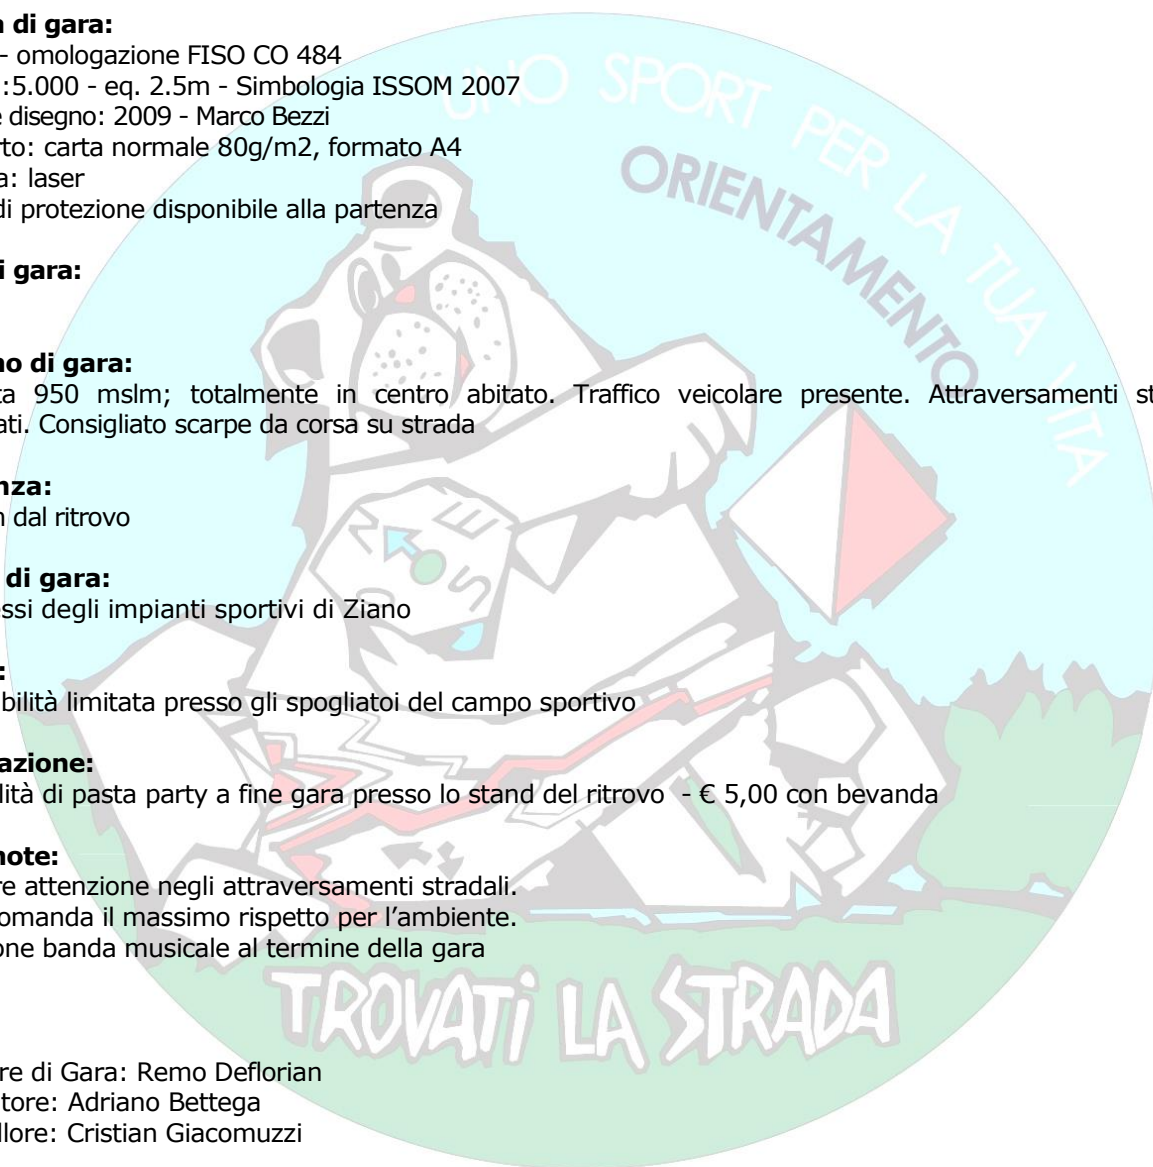 di gara:
- omologazione FISO CO 484
:5.000 - eq. 2.5m - Simbologia ISSOM 2007
disegno: 2009 - Marco Bezzi
rto: carta normale 80g/m2, formato A4
a: laser
di protezione disponibile alla partenza
i gara:
no di gara:
ta 950 mslm; totalmente in centro abitato. Traffico veicolare presente. Attraversamenti st
ati. Consigliato scarpe da corsa su strada
nza:
dal ritrovo
di gara:
ssi degli impianti sportivi di Ziano
:
bilità limitata presso gli spogliatoi del campo sportivo
azione:
lità di pasta party a fine gara presso lo stand del ritrovo - € 5,00 con bevanda
note:
re attenzione negli attraversamenti stradali.
omanda il massimo rispetto per l’ambiente.
one banda musicale al termine della gara
re di Gara: Remo Deflorian
tore: Adriano Bettega
llore: Cristian Giacomuzzi
UNO SPORT PER LA TUA VITA
ORIENTAMENTO
N E S O
TROVATi LA STRADA